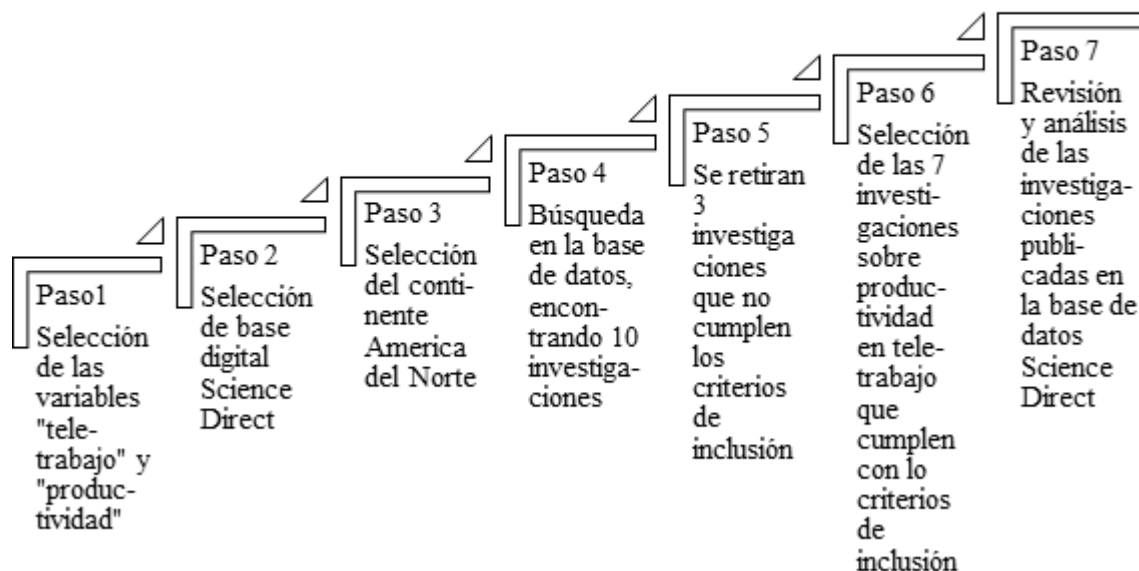 Paso1
Selección
de las
variables
"tele-
trabajo" y
"produc-
tividad"
Paso 2
Selección
de base
digital
Science
Direct
Paso 3
Selección
del conti-
nente
America
del Norte
Paso 4
Búsqueda
en la base
de datos,
encon-
trando 10
investiga-
ciones
Paso 5
Se retiran
3
investiga
ciones
que no
cumplen
los
criterios
de
inclusión
Paso 6
Selección
de las 7
investi-
gaciones
sobre
produc-
tividad
en tele-
trabajo
que
cumplen
con lo
criterios
de
inclusión
Paso 7
Revisión
y análisis
de las
investiga-
ciones
publi-
cadas en
la base de
datos
Science
Direct